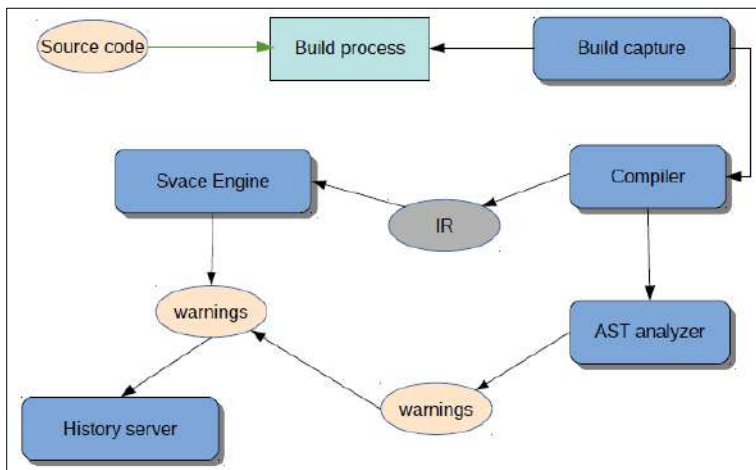 Source code
Build process
Build capture
Svace Engine
Compiler
IR
warnings
AST analyzer
warnings
History server